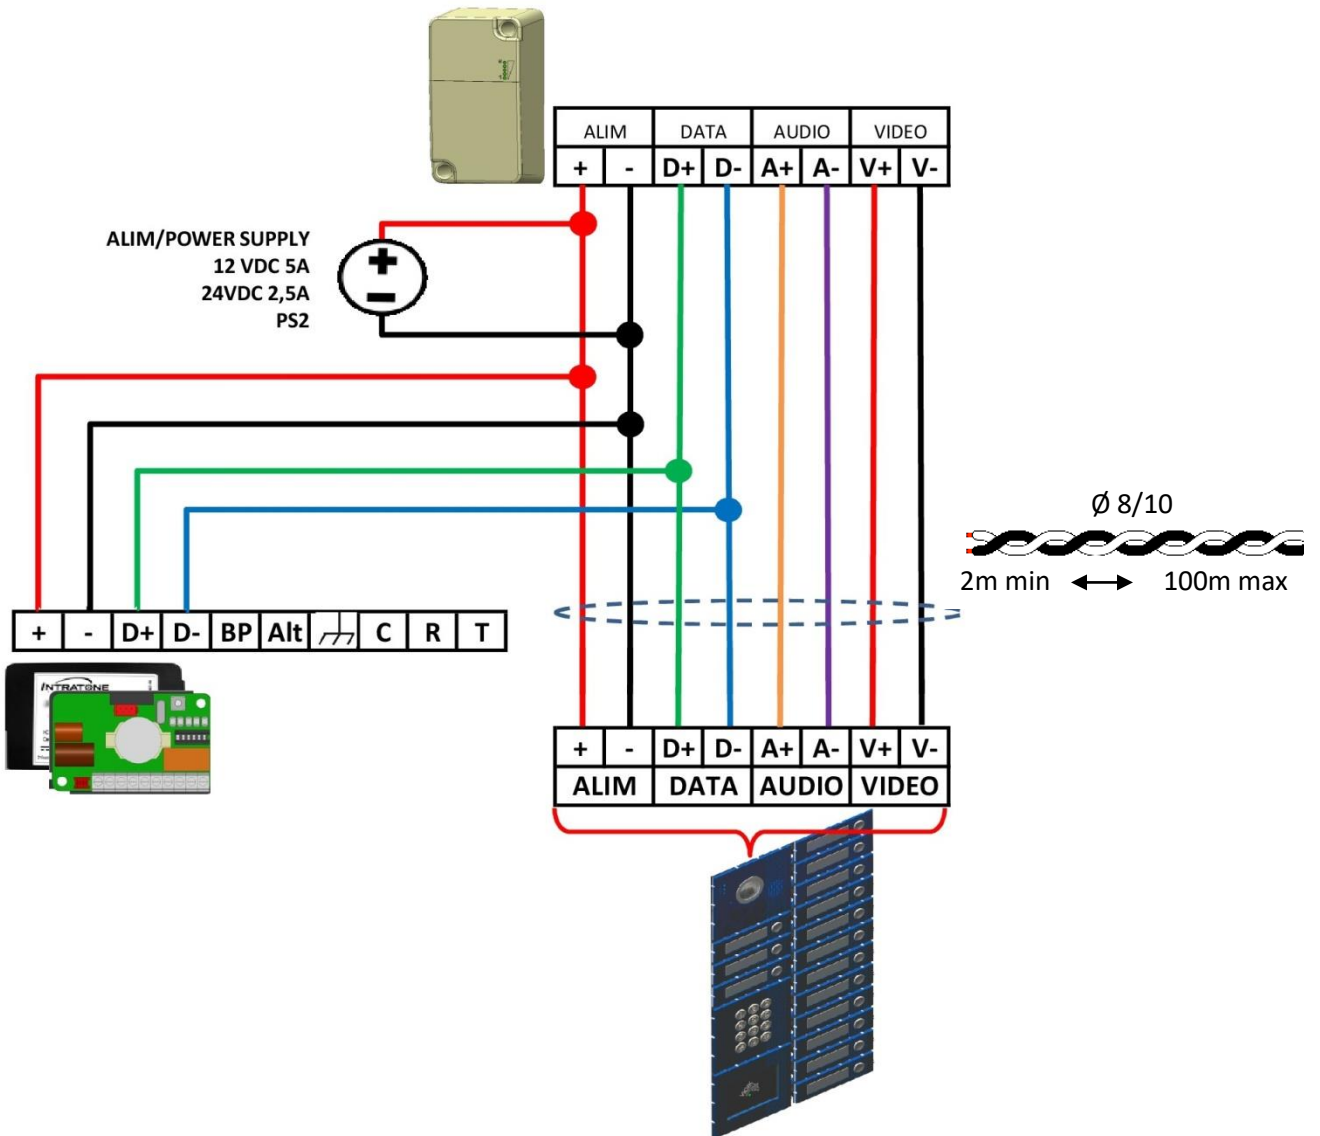 ALIM DATA AUDIO VIDEO
+ - D+ D- A+ A- V+ V-
ALIM/POWER SUPPLY
12 VDC 5A
24VDC 2,5A
PS2
+
−
Ø 8/10
2m min 100m max
+ - D+ D- BP Alt C R T
INTRATONE
+ - D+ D- A+ A- V+ V-
ALIM DATA AUDIO VIDEO